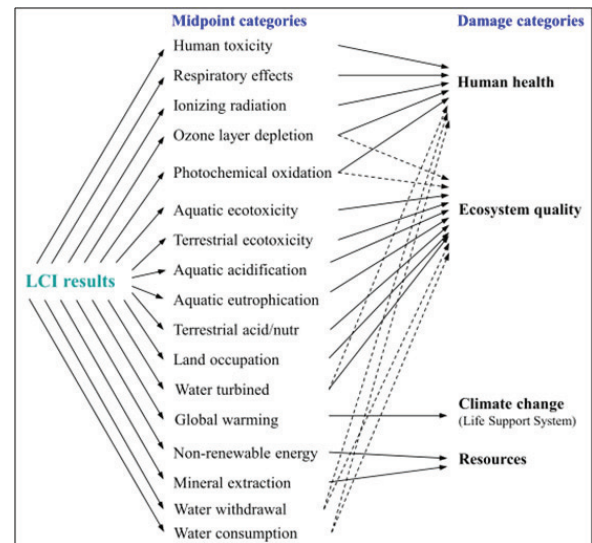 Midpoint categories
Damage categories
Human toxicity
Respiratory effects
Human health
Ionizing radiation
Ozone layer depletion
Photochemical oxidation
Aquatic ecotoxicity
Ecosystem quality
Terrestrial ecotoxicity
Aquatic acidification
LCI results
Aquatic eutrophication
Terrestrial acid/nutr
Land occupation
Water turbined
Climate change
(Life Support System)
Global warming
Non-renewable energy
Resources
Mineral extraction
Water withdrawal
Water consumption